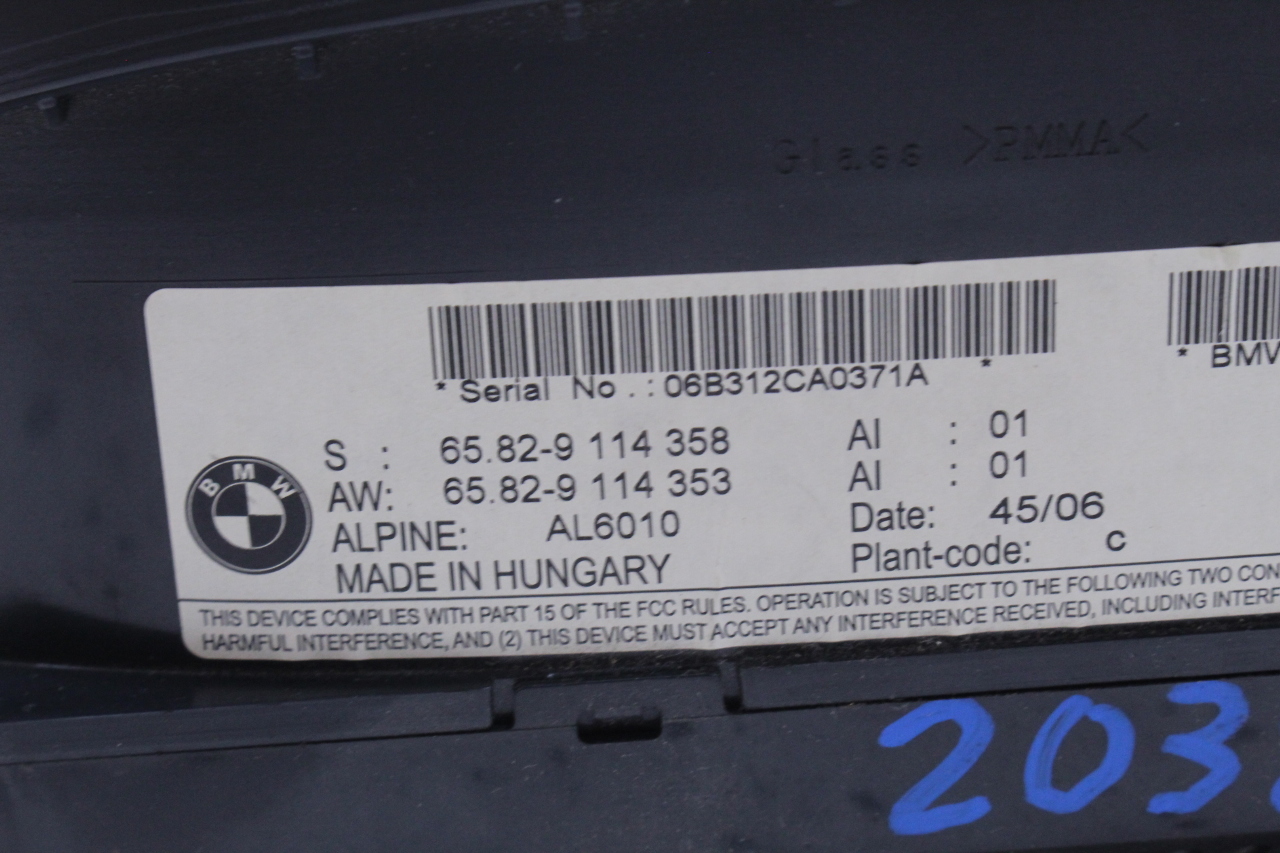 Glass >PMMA<
* Serial No.: 06B312CA0371A *
* BMW
S : 65.82-9 114 358 AI : 01
AW: 65.82-9 114 353 AI : 01
ALPINE: AL6010 Date: 45/06
MADE IN HUNGARY Plant-code: C
BMW
THIS DEVICE COMPLIES WITH PART 15 OF THE FCC RULES. OPERATION IS SUBJECT TO THE FOLLOWING TWO CON
HARMFUL INTERFERENCE, AND (2) THIS DEVICE MUST ACCEPT ANY INTERFERENCE RECEIVED, INCLUDING INTERF
203